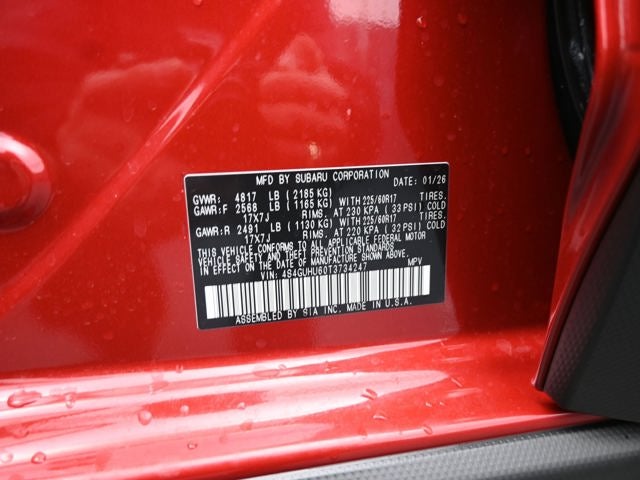 MFD BY SUBARU CORPORATION DATE: 01/26
GVWR: 4817 LB (2185 KG)
GAWR:F 2568 LB (1165 KG) WITH 225/60R17 TIRES.
17X7J RIMS, AT 230 KPA (33 PSI) COLD
GAWR:R 2491 LB (1130 KG) WITH 225/60R17 TIRES.
17X7J RIMS, AT 220 KPA (32 PSI) COLD
THIS VEHICLE CONFORMS TO ALL APPLICABLE FEDERAL MOTOR
VEHICLE SAFETY AND THEFT PREVENTION STANDARDS IN EFFECT
ON THE DATE OF MANUFACTURE SHOWN ABOVE.
VIN: 4S4GUHU60T3734247 MPV
ASSEMBLED BY SIA INC. MADE IN U.S.A.